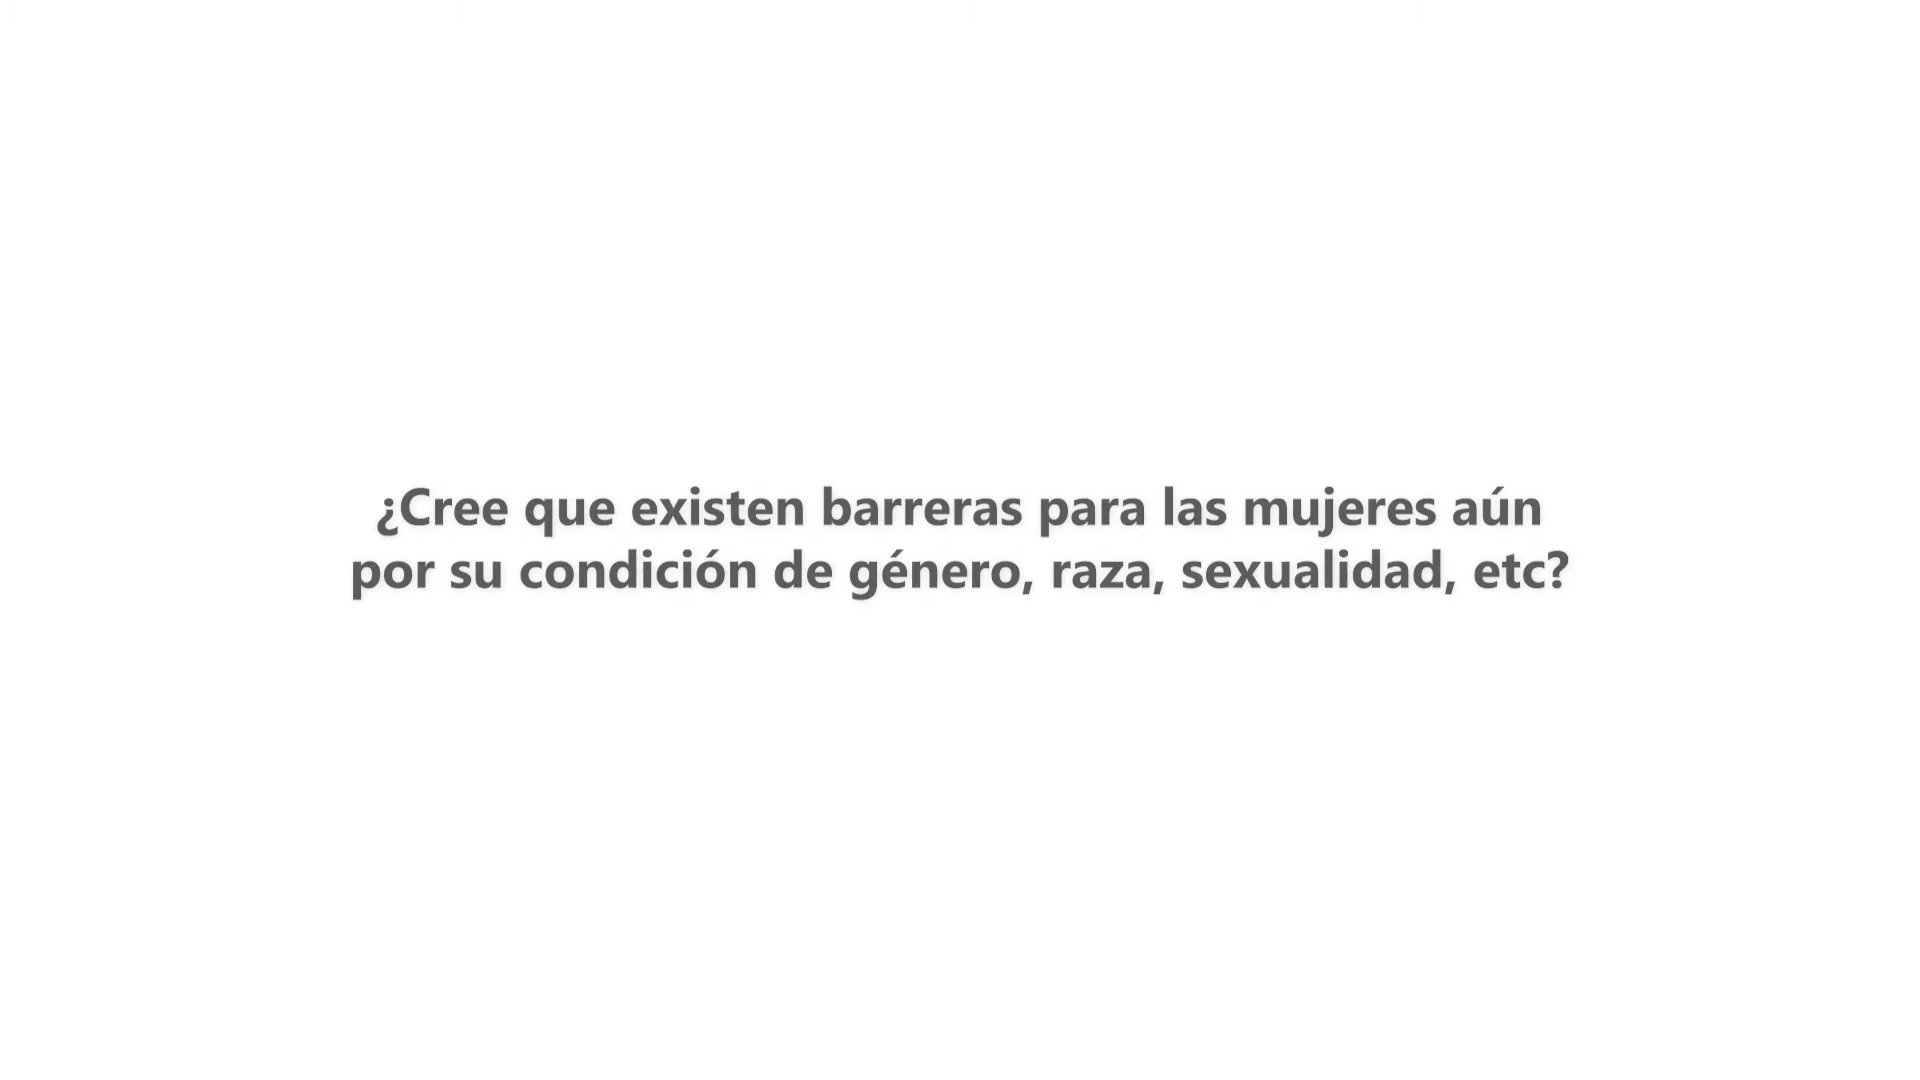 ¿Cree que existen barreras para las mujeres aún
por su condición de género, raza, sexualidad, etc?